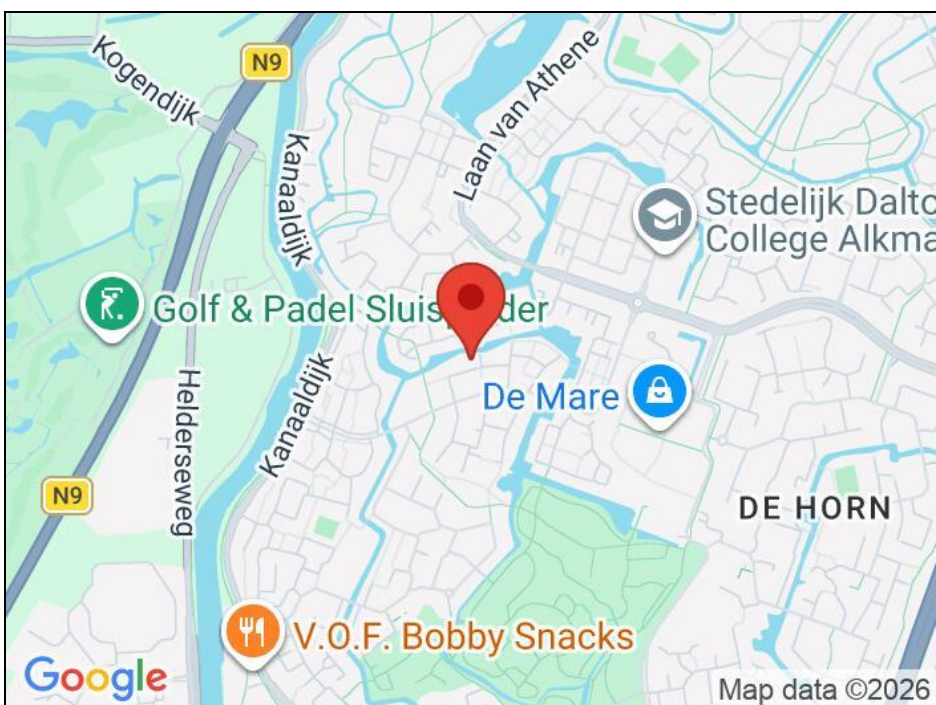 N9
Kogendijk
Laan van Athene
Kanaaldijk
Stedelijk Dalto
College Alkma
Golf & Padel Sluis
der
De Mare
Helderseweg
Kanaaldijk
N9
DE HORN
V.O.F. Bobby Snacks
Google
Map data ©2026